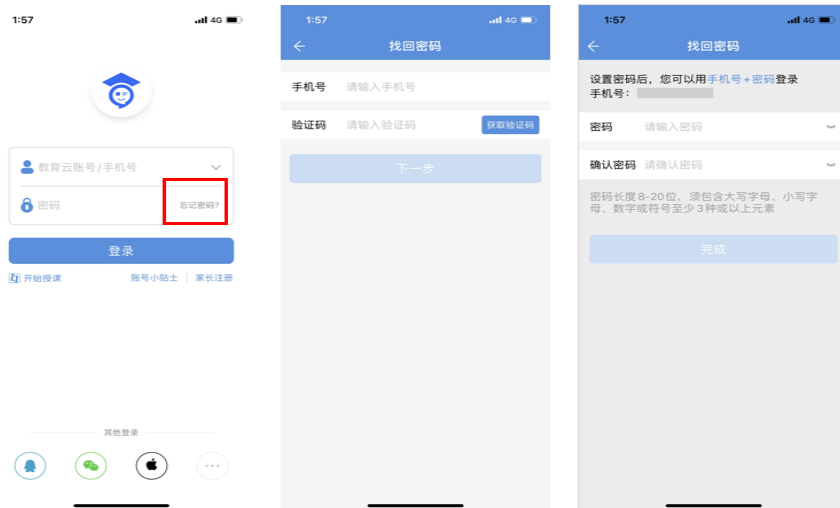 1:57
4G
教育云账号/手机号
密码
忘记密码?
登录
开始授课
账号小贴士
家长注册
其他登录
1:57
4G
找回密码
手机号 请输入手机号
验证码 请输入验证码 获取验证码
下一步
1:57
4G
找回密码
设置密码后，您可以用手机号+密码登录
手机号：
密码 请输入密码
确认密码 请确认密码
密码长度8-20位，须包含大写字母、小写字
母、数字或符号至少3种或以上元素
完成